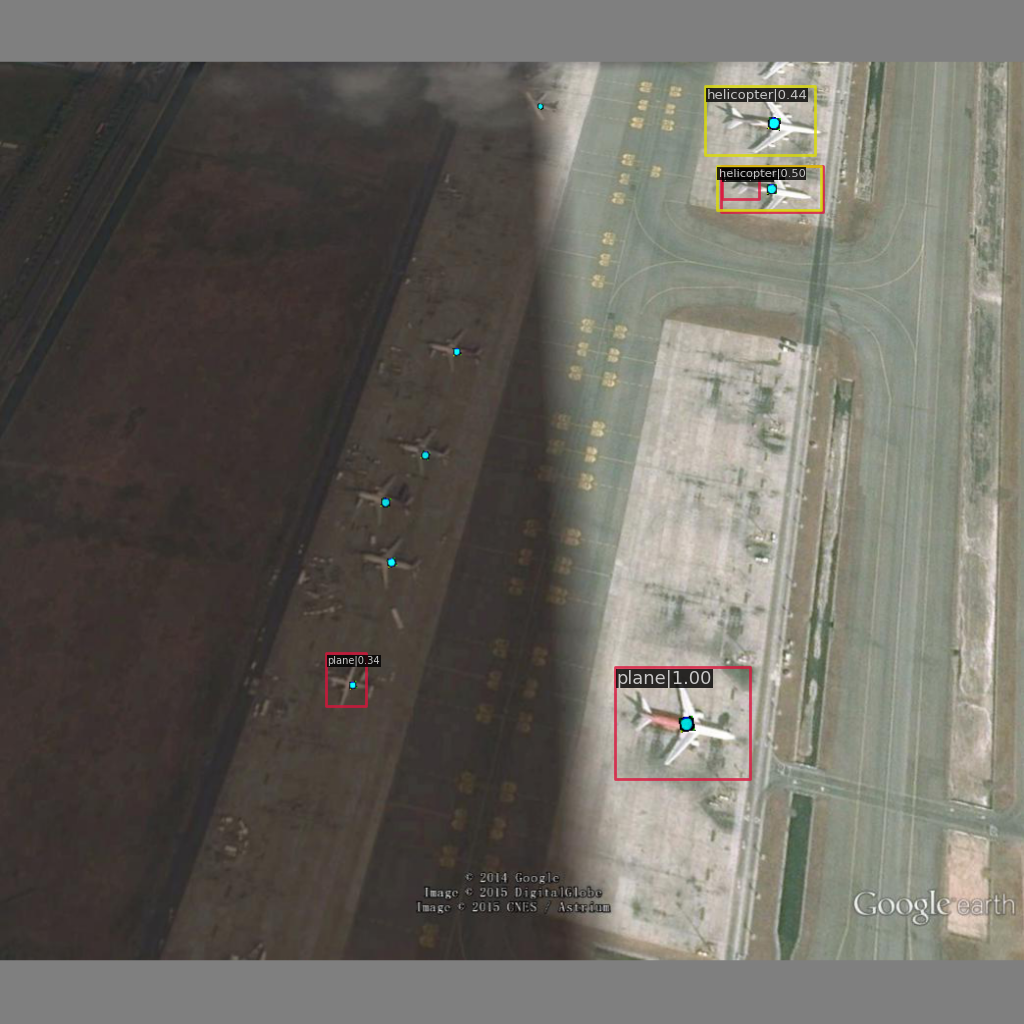 helicopter|0.44
helicopter|0.50
plane|0.34
plane|1.00
© 2014 Google
Image © 2015 DigitalGlobe
Image © 2015 CNES / Astrium
Google earth